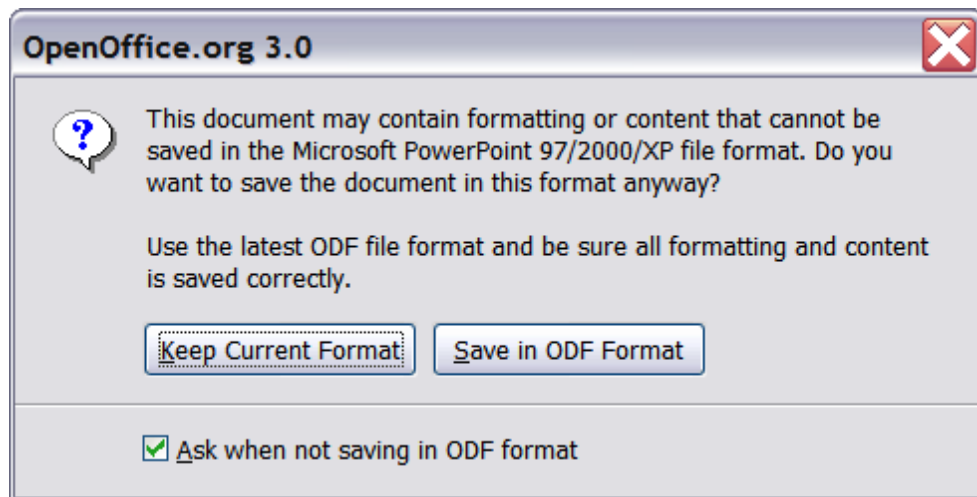 OpenOffice.org 3.0
This document may contain formatting or content that cannot be
saved in the Microsoft PowerPoint 97/2000/XP file format. Do you
want to save the document in this format anyway?
Use the latest ODF file format and be sure all formatting and content
is saved correctly.
Keep Current Format Save in ODF Format
Ask when not saving in ODF format